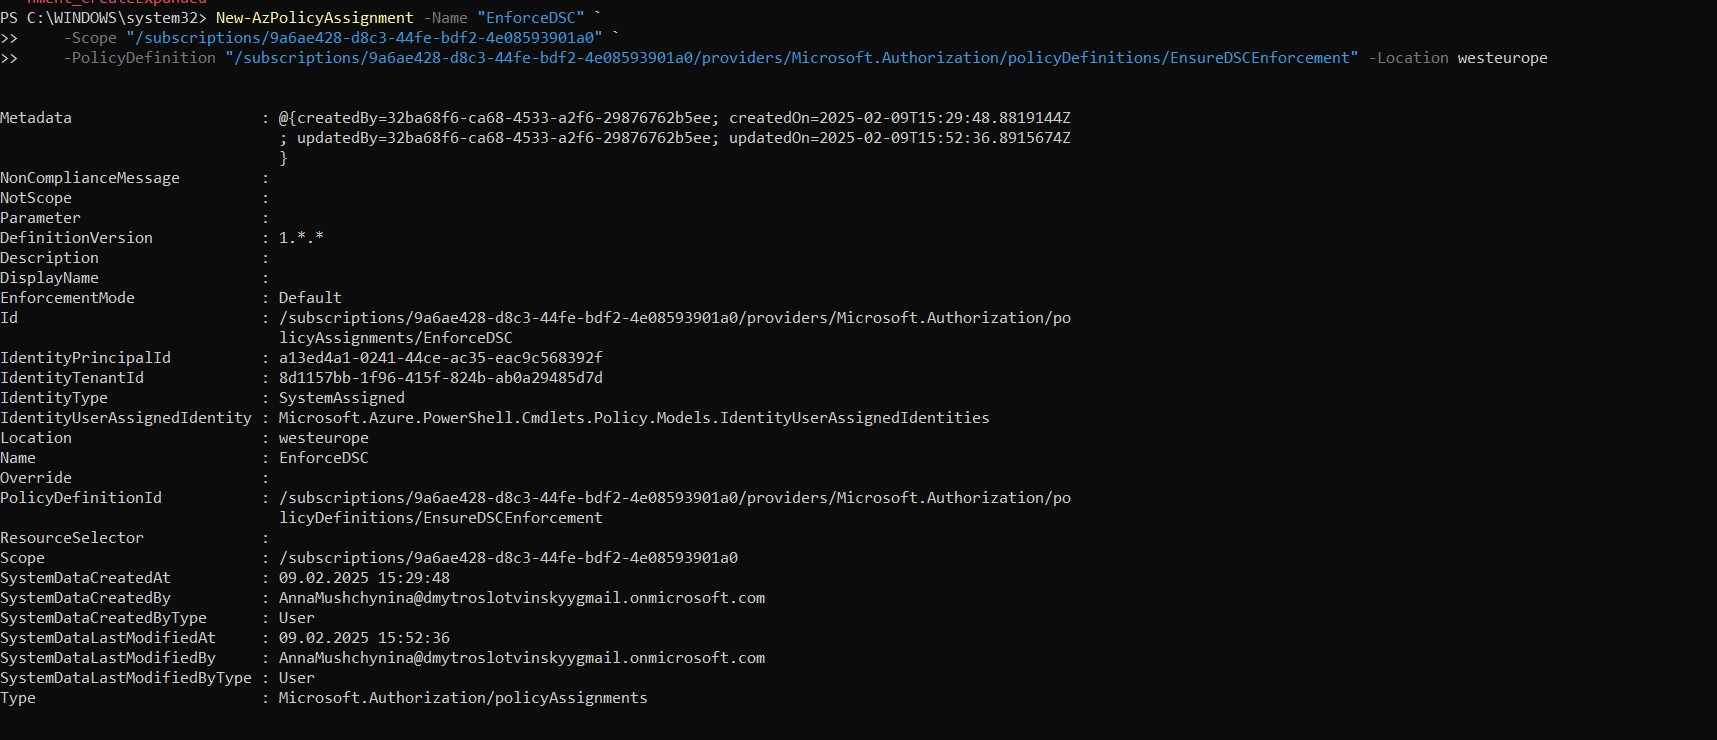 nment_CreateExpanded
PS C:\WINDOWS\system32> New-AzPolicyAssignment -Name "EnforceDSC" `
>>     -Scope "/subscriptions/9a6ae428-d8c3-44fe-bdf2-4e08593901a0" `
>>     -PolicyDefinition "/subscriptions/9a6ae428-d8c3-44fe-bdf2-4e08593901a0/providers/Microsoft.Authorization/policyDefinitions/EnsureDSCEnforcement" -Location westeurope
Metadata                     : @{createdBy=32ba68f6-ca68-4533-a2f6-29876762b5ee; createdOn=2025-02-09T15:29:48.8819144Z
                               ; updatedBy=32ba68f6-ca68-4533-a2f6-29876762b5ee; updatedOn=2025-02-09T15:52:36.8915674Z
                               }
NonComplianceMessage         :
NotScope                     :
Parameter                    :
DefinitionVersion            : 1.*.*
Description                  :
DisplayName                  :
EnforcementMode              : Default
Id                           : /subscriptions/9a6ae428-d8c3-44fe-bdf2-4e08593901a0/providers/Microsoft.Authorization/po
                               licyAssignments/EnforceDSC
IdentityPrincipalId          : a13ed4a1-0241-44ce-ac35-eac9c568392f
IdentityTenantId             : 8d1157bb-1f96-415f-824b-ab0a29485d7d
IdentityType                 : SystemAssigned
IdentityUserAssignedIdentity : Microsoft.Azure.PowerShell.Cmdlets.Policy.Models.IdentityUserAssignedIdentities
Location                     : westeurope
Name                         : EnforceDSC
Override                     :
PolicyDefinitionId           : /subscriptions/9a6ae428-d8c3-44fe-bdf2-4e08593901a0/providers/Microsoft.Authorization/po
                               licyDefinitions/EnsureDSCEnforcement
ResourceSelector             :
Scope                        : /subscriptions/9a6ae428-d8c3-44fe-bdf2-4e08593901a0
SystemDataCreatedAt          : 09.02.2025 15:29:48
SystemDataCreatedBy          : AnnaMushchynina@dmytroslotvinskyygmail.onmicrosoft.com
SystemDataCreatedByType      : User
SystemDataLastModifiedAt     : 09.02.2025 15:52:36
SystemDataLastModifiedBy     : AnnaMushchynina@dmytroslotvinskyygmail.onmicrosoft.com
SystemDataLastModifiedByType : User
Type                         : Microsoft.Authorization/policyAssignments